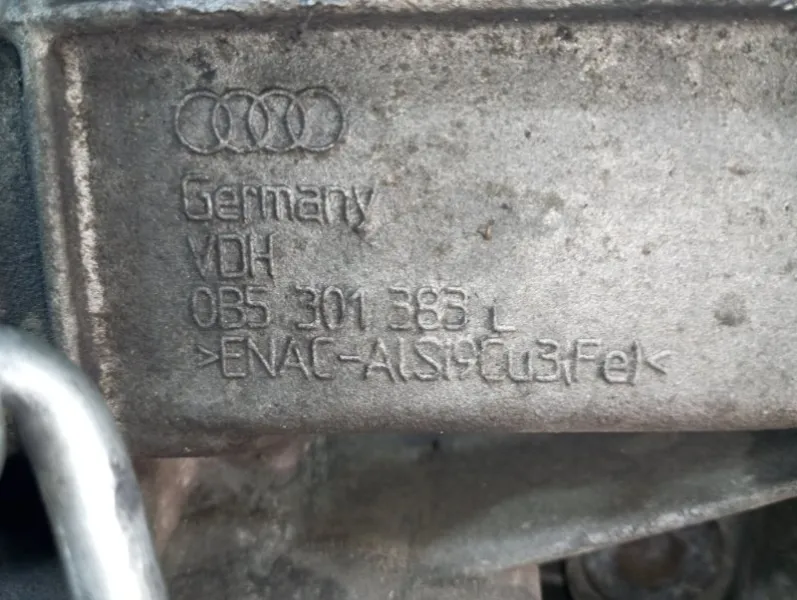 Germany
VDH
0B5 301 383 L
>ENAC-AlSi9Cu3(Fe)<